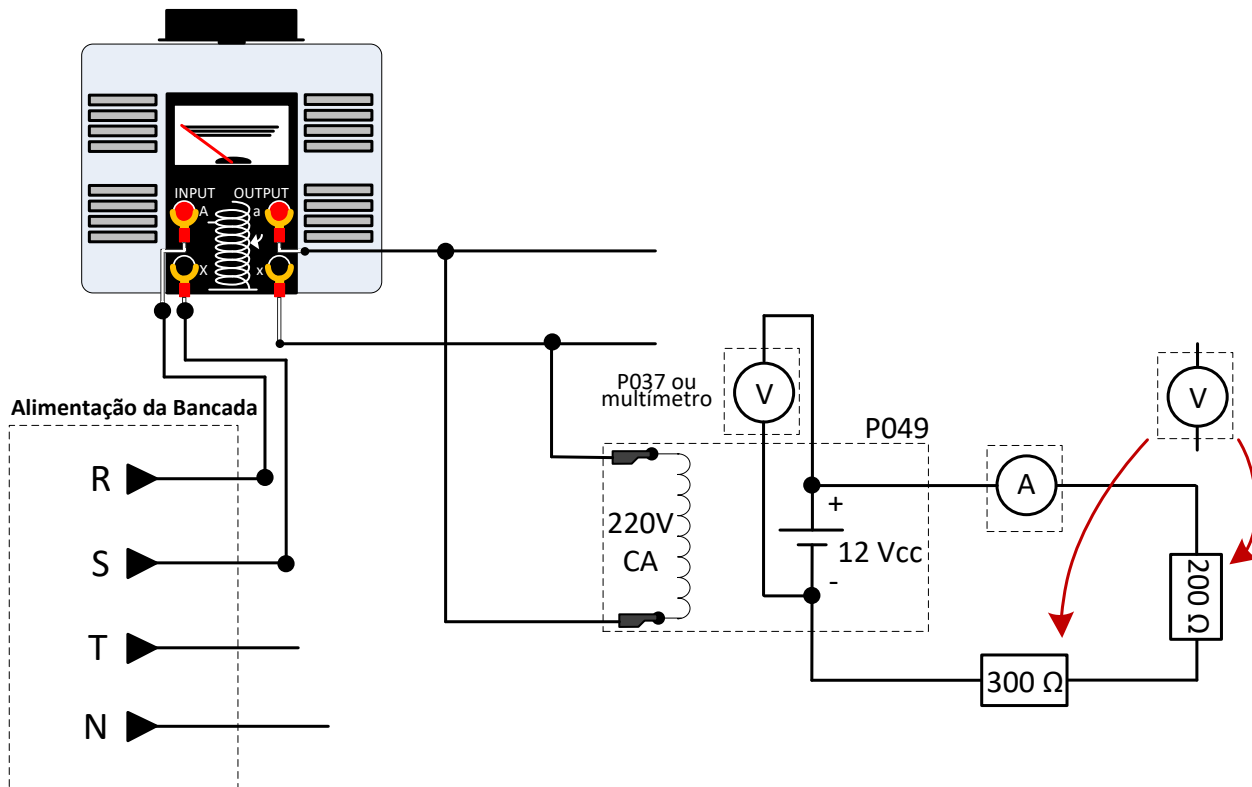 INPUT OUTPUT
A a
X x
P037 ou
multímetro
V
V
Alimentação da Bancada
P049
R
A
+
220V
CA
12 Vcc
-
S
200 Ω
T
300 Ω
N